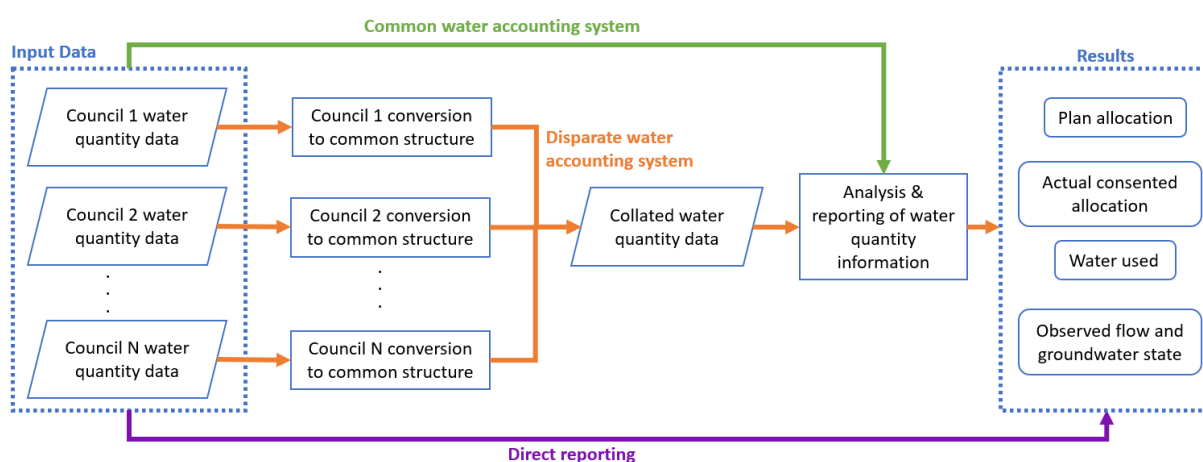 Common water accounting system
Input Data
Results
Council 1 water
quantity data
Council 1 conversion
to common structure
Disparate water
accounting system
Plan allocation
Council 2 water
quantity data
Council 2 conversion
to common structure
Collated water
quantity data
Analysis &
reporting of water
quantity
information
Actual consented
allocation
Water used
Council N water
quantity data
Council N conversion
to common structure
Observed flow and
groundwater state
Direct reporting